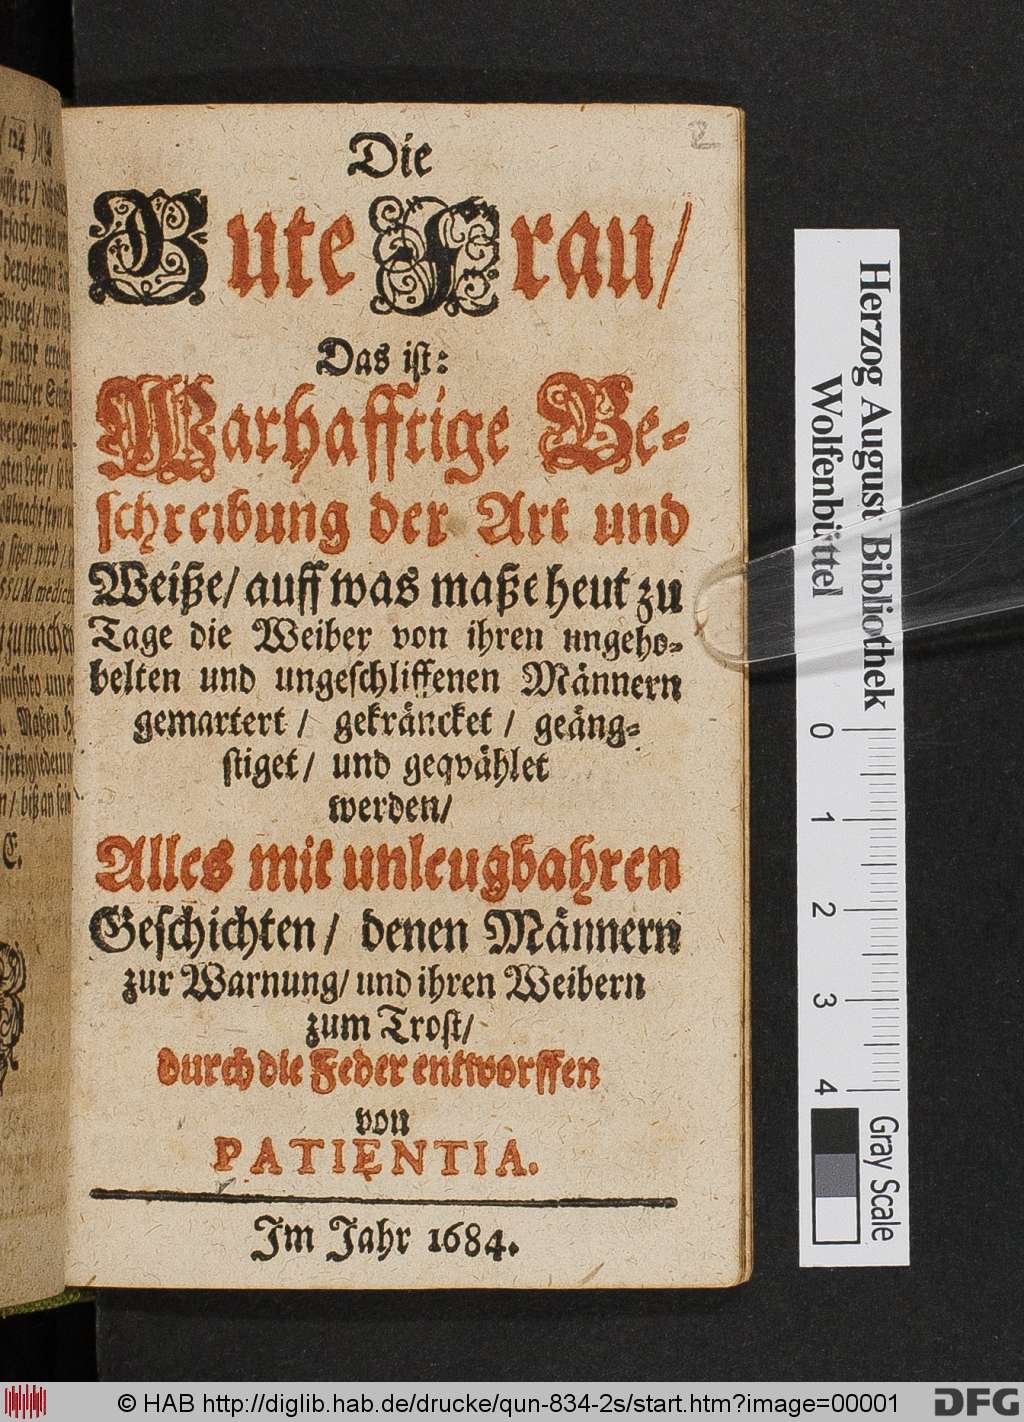 2
Die
Gute Frau/
Das ist:
Warhafftige Be-
schreibung der Art und
Weiße/ auff was maße heut zu
Tage die Weiber von ihren ungeho-
belten und ungeschliffenen Männern
gemartert/ gekräncket/ geäng-
stiget/ und geqvählet
werden/
Alles mit unleugbahren
Geschichten/ denen Männern
zur Warnung/ und ihren Weibern
zum Trost/
durch die Feder entworffen
von
PATIENTIA.
Im Jahr 1684.
Herzog August Bibliothek
Wolfenbüttel
0 1 2 3 4
Gray Scale
© HAB http://diglib.hab.de/drucke/qun-834-2s/start.htm?image=00001
DFG